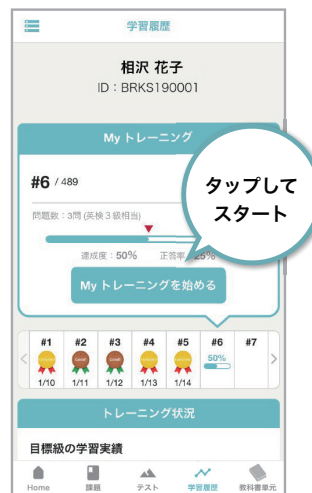 学習履歴
相沢 花子
ID：BRKS190001
My トレーニング
#6 / 489
問題数：3問 (英検３級相当)
達成度：50% 正答率：25%
タップして
スタート
My トレーニングを始める
#1 #2 #3 #4 #5 #6 #7
50%
1/10 1/11 1/12 1/13 1/14
トレーニング状況
目標級の学習実績
Home 課題 テスト 学習履歴 教科書単元